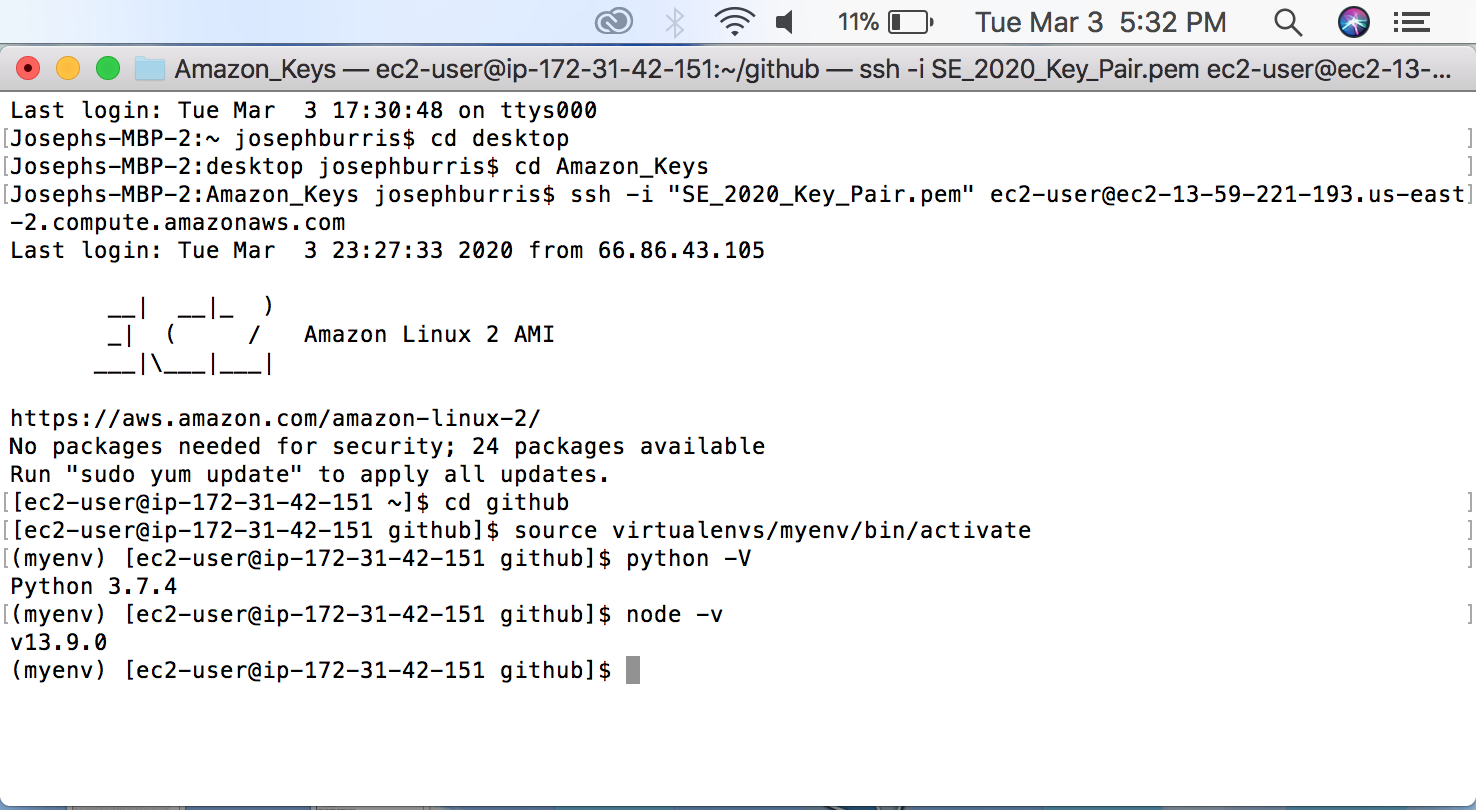 11% Tue Mar 3 5:32 PM
Amazon_Keys — ec2-user@ip-172-31-42-151:~/github — ssh -i SE_2020_Key_Pair.pem ec2-user@ec2-13-...
Last login: Tue Mar  3 17:30:48 on ttys000
[Josephs-MBP-2:~ josephburris$ cd desktop ]
[Josephs-MBP-2:desktop josephburris$ cd Amazon_Keys ]
[Josephs-MBP-2:Amazon_Keys josephburris$ ssh -i "SE_2020_Key_Pair.pem" ec2-user@ec2-13-59-221-193.us-east]
-2.compute.amazonaws.com
Last login: Tue Mar  3 23:27:33 2020 from 66.86.43.105
       __|  __|_  )
       _|  (     /   Amazon Linux 2 AMI
      ___|\___|___|
https://aws.amazon.com/amazon-linux-2/
No packages needed for security; 24 packages available
Run "sudo yum update" to apply all updates.
[[ec2-user@ip-172-31-42-151 ~]$ cd github ]
[[ec2-user@ip-172-31-42-151 github]$ source virtualenvs/myenv/bin/activate ]
[(myenv) [ec2-user@ip-172-31-42-151 github]$ python -V ]
Python 3.7.4
[(myenv) [ec2-user@ip-172-31-42-151 github]$ node -v ]
v13.9.0
(myenv) [ec2-user@ip-172-31-42-151 github]$